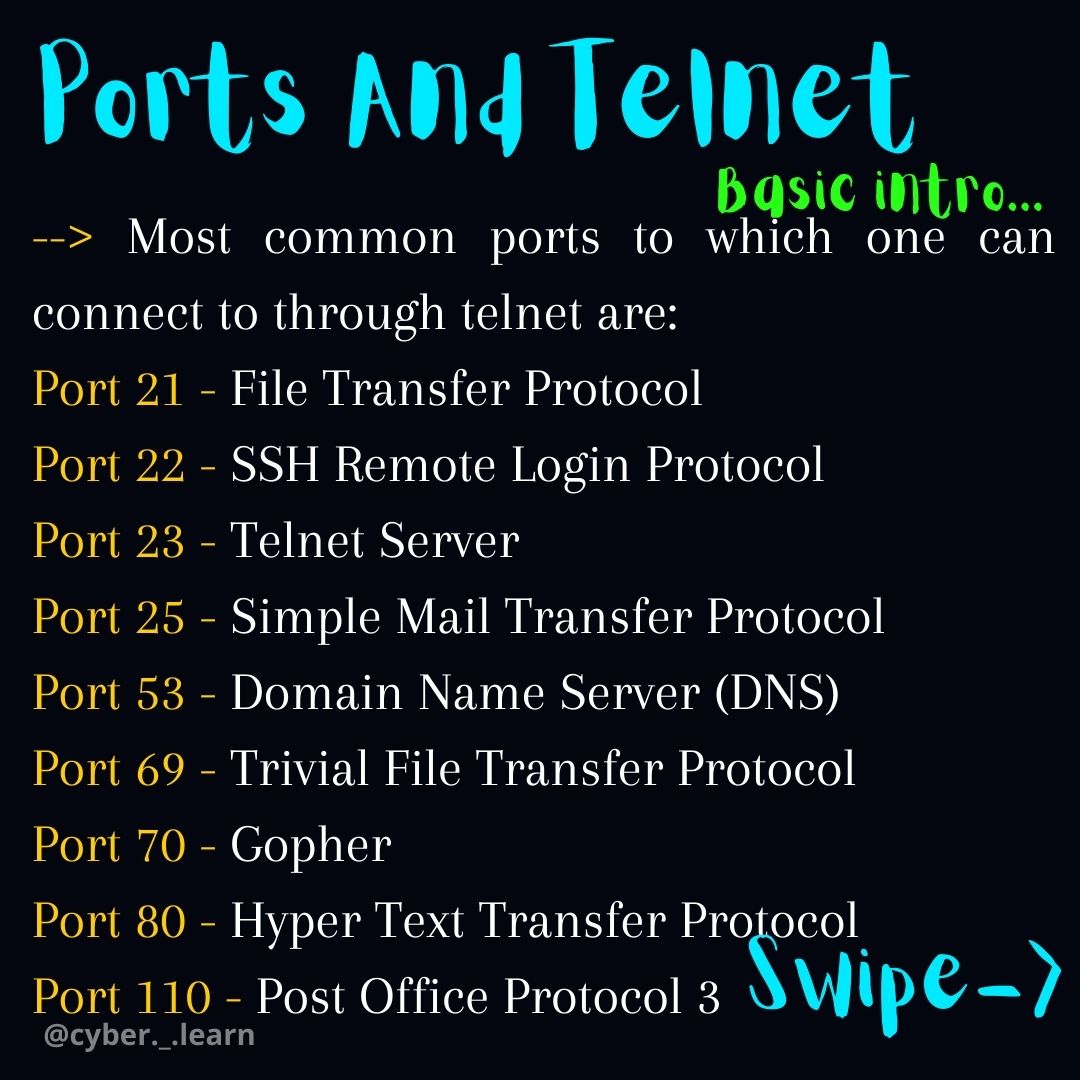 Ports And Telnet
Basic intro...
--> Most common ports to which one can
connect to through telnet are:
Port 21 - File Transfer Protocol
Port 22 - SSH Remote Login Protocol
Port 23 - Telnet Server
Port 25 - Simple Mail Transfer Protocol
Port 53 - Domain Name Server (DNS)
Port 69 - Trivial File Transfer Protocol
Port 70 - Gopher
Port 80 - Hyper Text Transfer Protocol
Port 110 - Post Office Protocol 3
Swipe->
@cyber._.learn